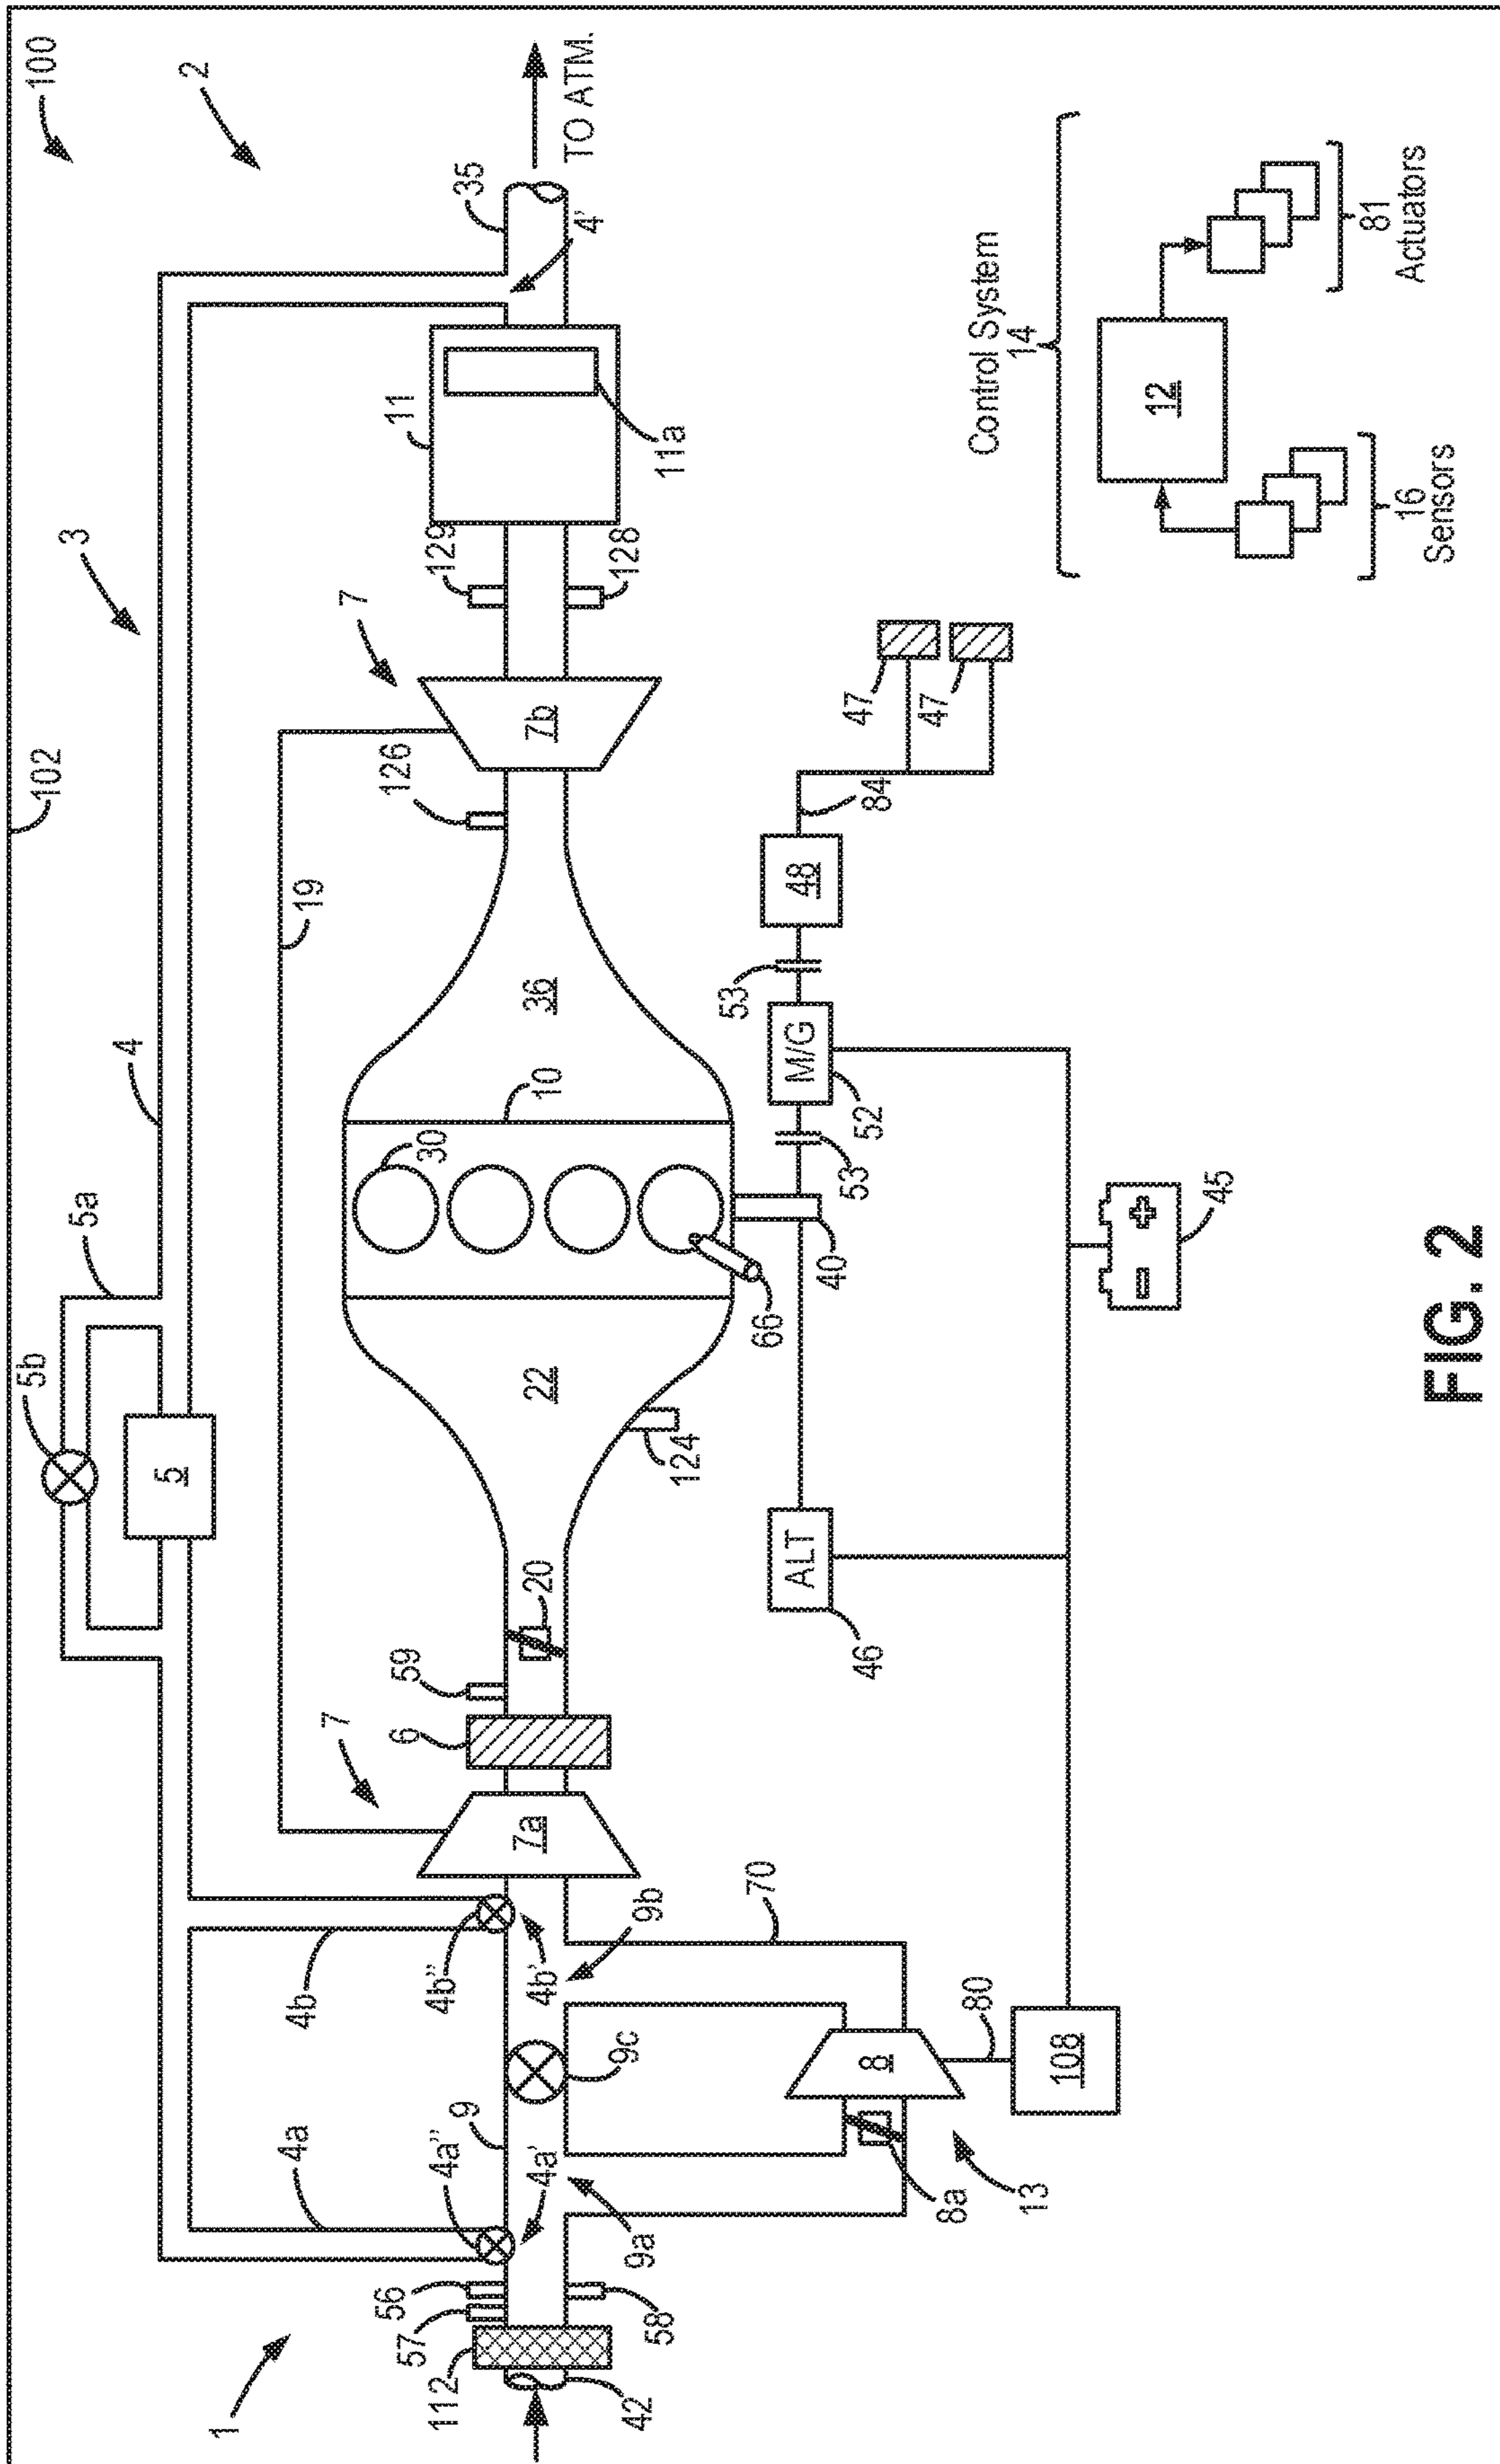 100
2
102
3
TO ATM.
35
4'
4
11
11a
5a
5b
5
129
128
7
7b
126
19
36
10
30
22
124
66
40
20
59
6
7
7a
4b
4b''
4b'
9b
70
9c
9
4a
4a''
4a'
9a
56
57
58
112
42
1
8
8a
13
80
108
ALT
46
45
53
M/G
52
53
48
84
47
47
Control System
14
12
16
Sensors
81
Actuators
FIG. 2